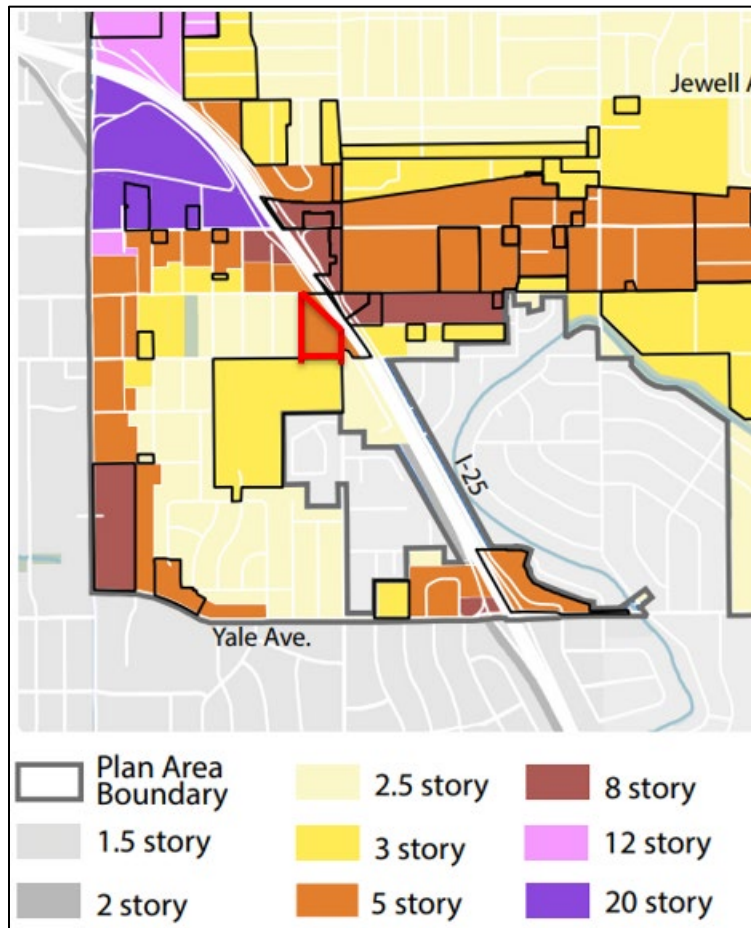 Jewell A
I-25
Yale Ave.
Plan Area
Boundary
1.5 story
2 story
2.5 story
3 story
5 story
8 story
12 story
20 story